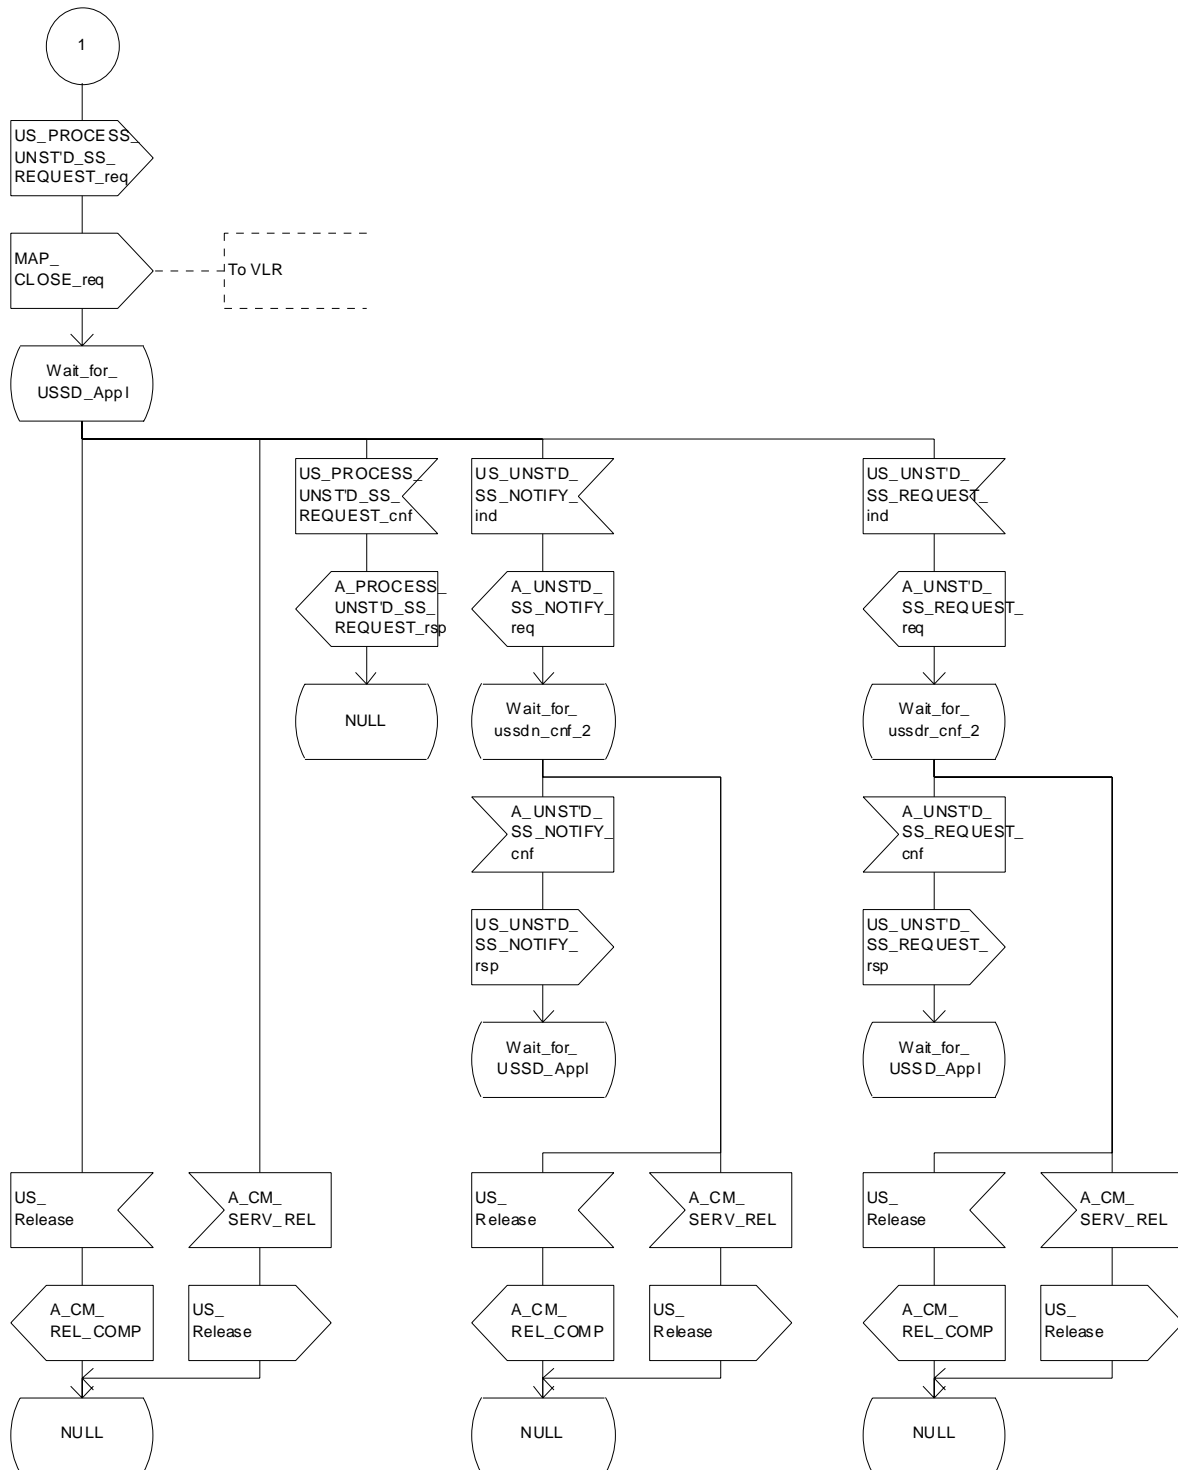 1
US_PROCESS_
UNST'D_SS_
REQUEST_req
MAP_
CLOSE_req
To VLR
Wait_for_
USSD_Appl
US_PROCESS_
UNST'D_SS_
REQUEST_cnf
US_UNST'D_
SS_NOTIFY_
ind
US_UNST'D_
SS_REQUEST_
ind
A_PROCESS_
UNST'D_SS_
REQUEST_rsp
A_UNST'D_
SS_NOTIFY_
req
A_UNST'D_
SS_REQUEST_
req
NULL
Wait_for_
ussdn_cnf_2
Wait_for_
ussdr_cnf_2
A_UNST'D_
SS_NOTIFY_
cnf
A_UNST'D_
SS_REQUEST_
cnf
US_UNST'D_
SS_NOTIFY_
rsp
US_UNST'D_
SS_REQUEST_
rsp
Wait_for_
USSD_Appl
Wait_for_
USSD_Appl
US_
Release
A_CM_
SERV_REL
US_
Release
A_CM_
SERV_REL
US_
Release
A_CM_
SERV_REL
A_CM_
REL_COMP
US_
Release
A_CM_
REL_COMP
US_
Release
A_CM_
REL_COMP
US_
Release
NULL
NULL
NULL